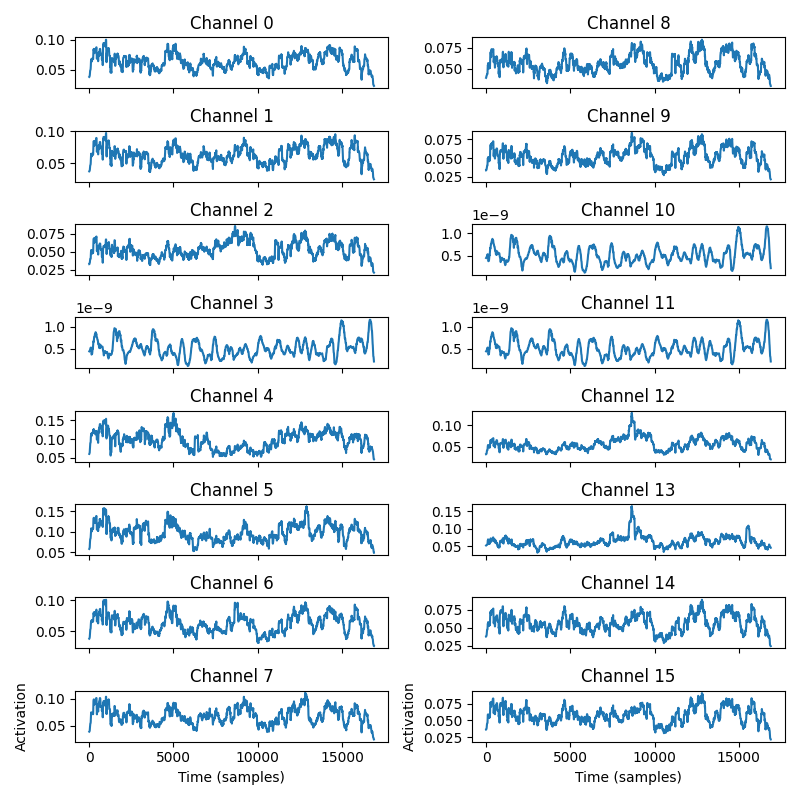 Channel 0
0.10
0.05
Channel 1
0.10
0.05
Channel 2
0.075
0.050
0.025
Channel 3
1e−9
1.0
0.5
Channel 4
0.15
0.10
0.05
Channel 5
0.15
0.10
0.05
Channel 6
0.10
0.05
Channel 7
0.10
0.05
Activation
0 5000 10000 15000
Time (samples)
Channel 8
0.075
0.050
Channel 9
0.075
0.050
0.025
Channel 10
1e−9
1.0
0.5
Channel 11
1e−9
1.0
0.5
Channel 12
0.10
0.05
Channel 13
0.15
0.10
0.05
Channel 14
0.075
0.050
0.025
Channel 15
0.075
0.050
0.025
Activation
0 5000 10000 15000
Time (samples)